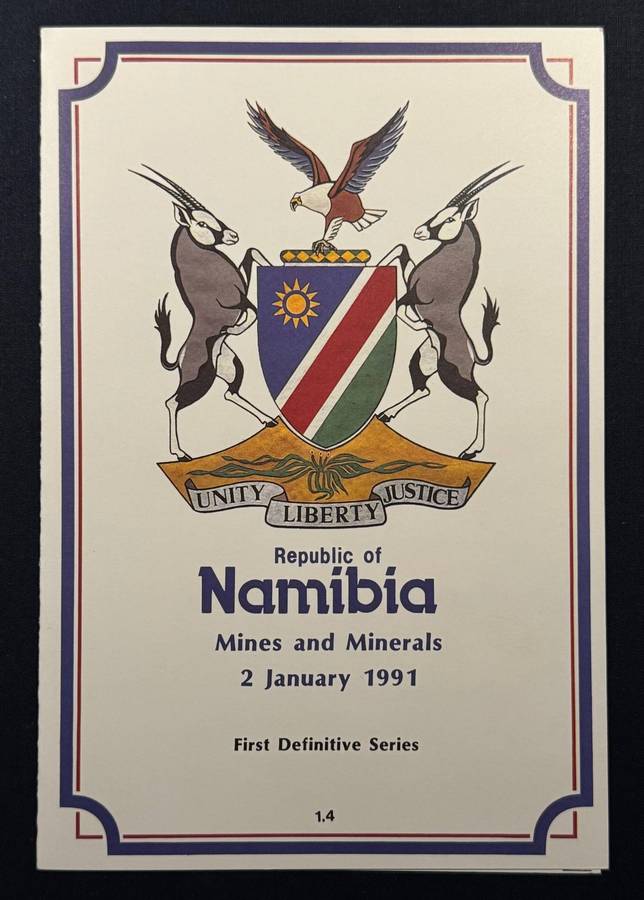 UNITY LIBERTY JUSTICE
Republic of
Namibia
Mines and Minerals
2 January 1991
First Definitive Series
1.4